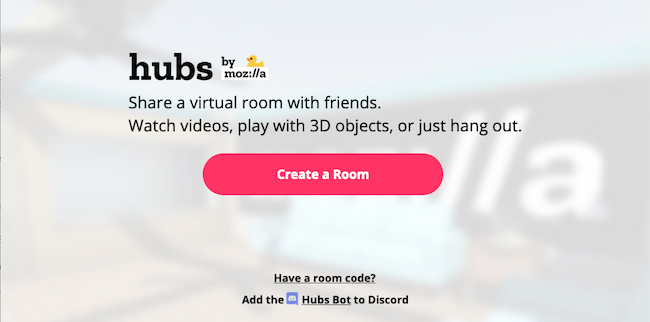 hubs by
moz://a
Share a virtual room with friends.
Watch videos, play with 3D objects, or just hang out.
Create a Room
Have a room code?
Add the Hubs Bot to Discord